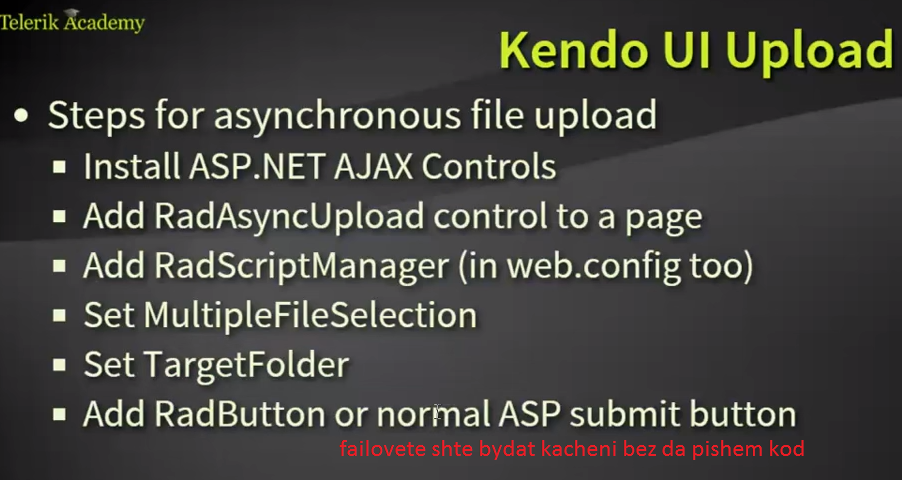 Telerik Academy
Kendo UI Upload
• Steps for asynchronous file upload
▪ Install ASP.NET AJAX Controls
▪ Add RadAsyncUpload control to a page
▪ Add RadScriptManager (in web.config too)
▪ Set MultipleFileSelection
▪ Set TargetFolder
▪ Add RadButton or normal ASP submit button
failovete shte bydat kacheni bez da pishem kod